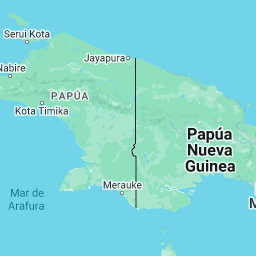 Serui Kota
Jayapura
Nabire
PAPÚA
Kota Timika
Papúa
Nueva
Guinea
Merauke
Mar de
Arafura